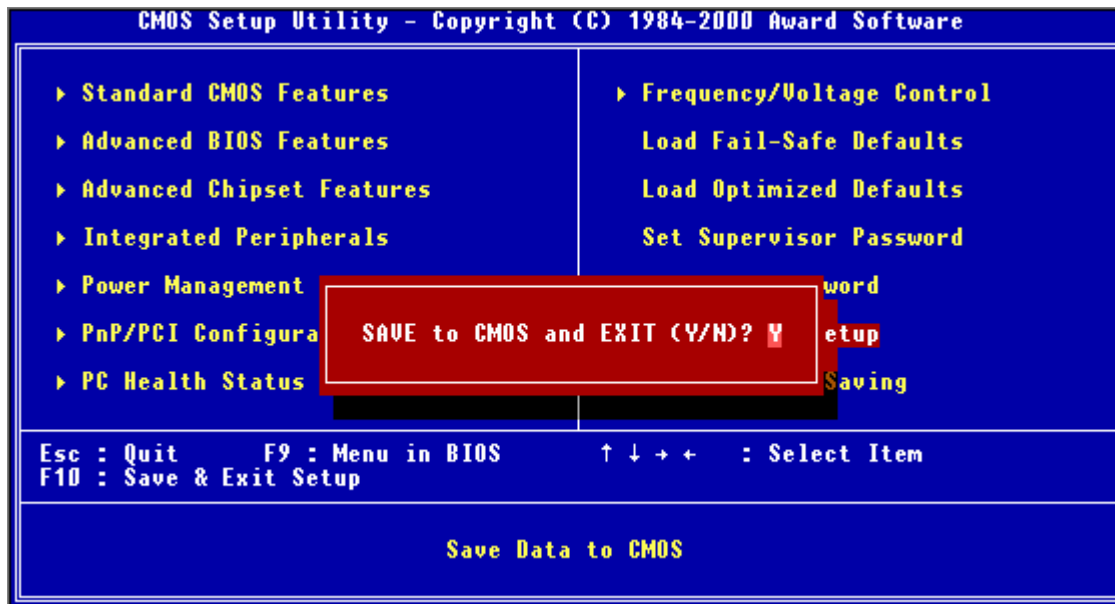 CMOS Setup Utility - Copyright (C) 1984-2000 Award Software
Standard CMOS Features
Advanced BIOS Features
Advanced Chipset Features
Integrated Peripherals
Power Management
PnP/PCI Configura
PC Health Status
Frequency/Voltage Control
Load Fail-Safe Defaults
Load Optimized Defaults
Set Supervisor Password
word
etup
Saving
SAVE to CMOS and EXIT (Y/N)? Y
Esc : Quit F9 : Menu in BIOS ↑ ↓ → ← : Select Item
F10 : Save & Exit Setup
Save Data to CMOS